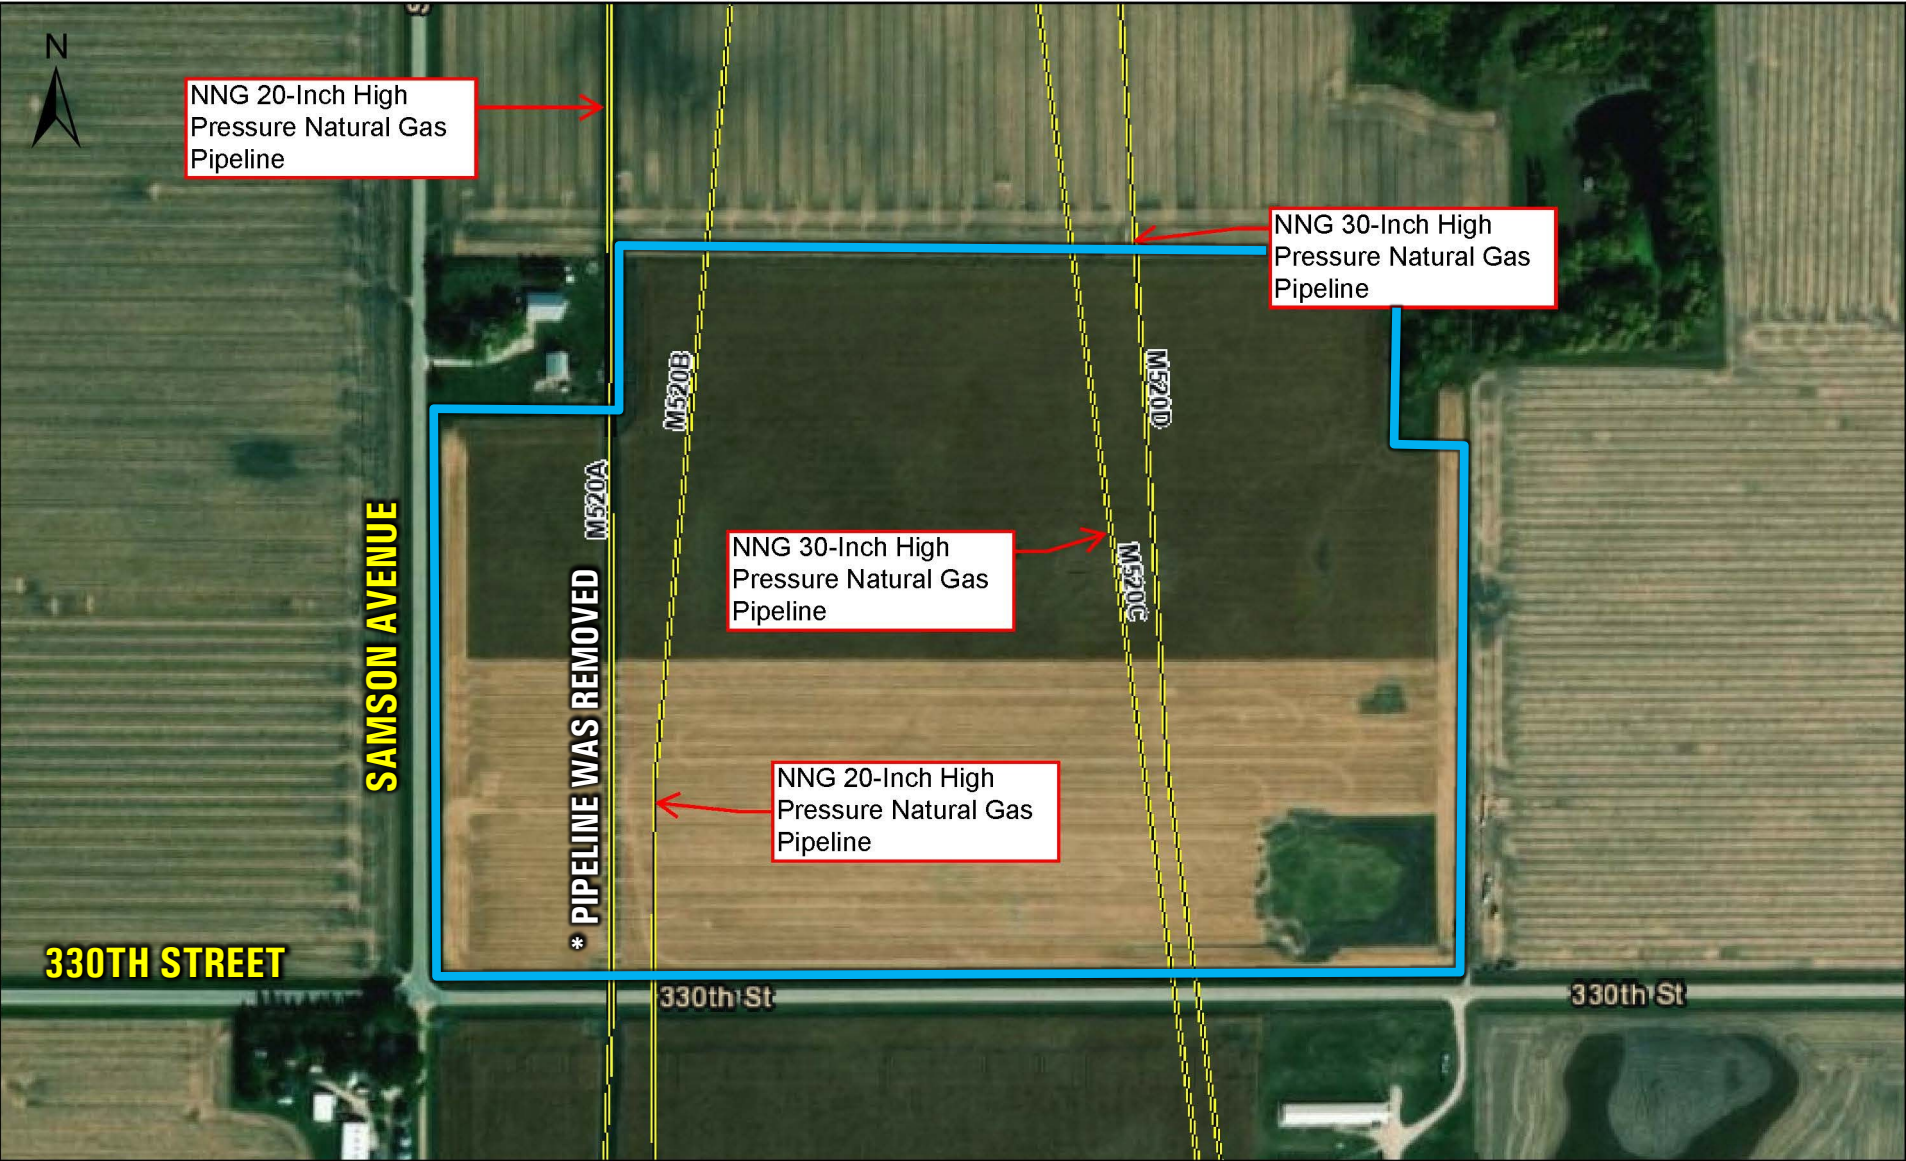 S
N
NNG 20-Inch High
Pressure Natural Gas
Pipeline
NNG 30-Inch High
Pressure Natural Gas
Pipeline
M520B
M520D
M520A
SAMSON AVENUE
NNG 30-Inch High
Pressure Natural Gas
Pipeline
M520C
* PIPELINE WAS REMOVED
NNG 20-Inch High
Pressure Natural Gas
Pipeline
330TH STREET
330th St
330th St